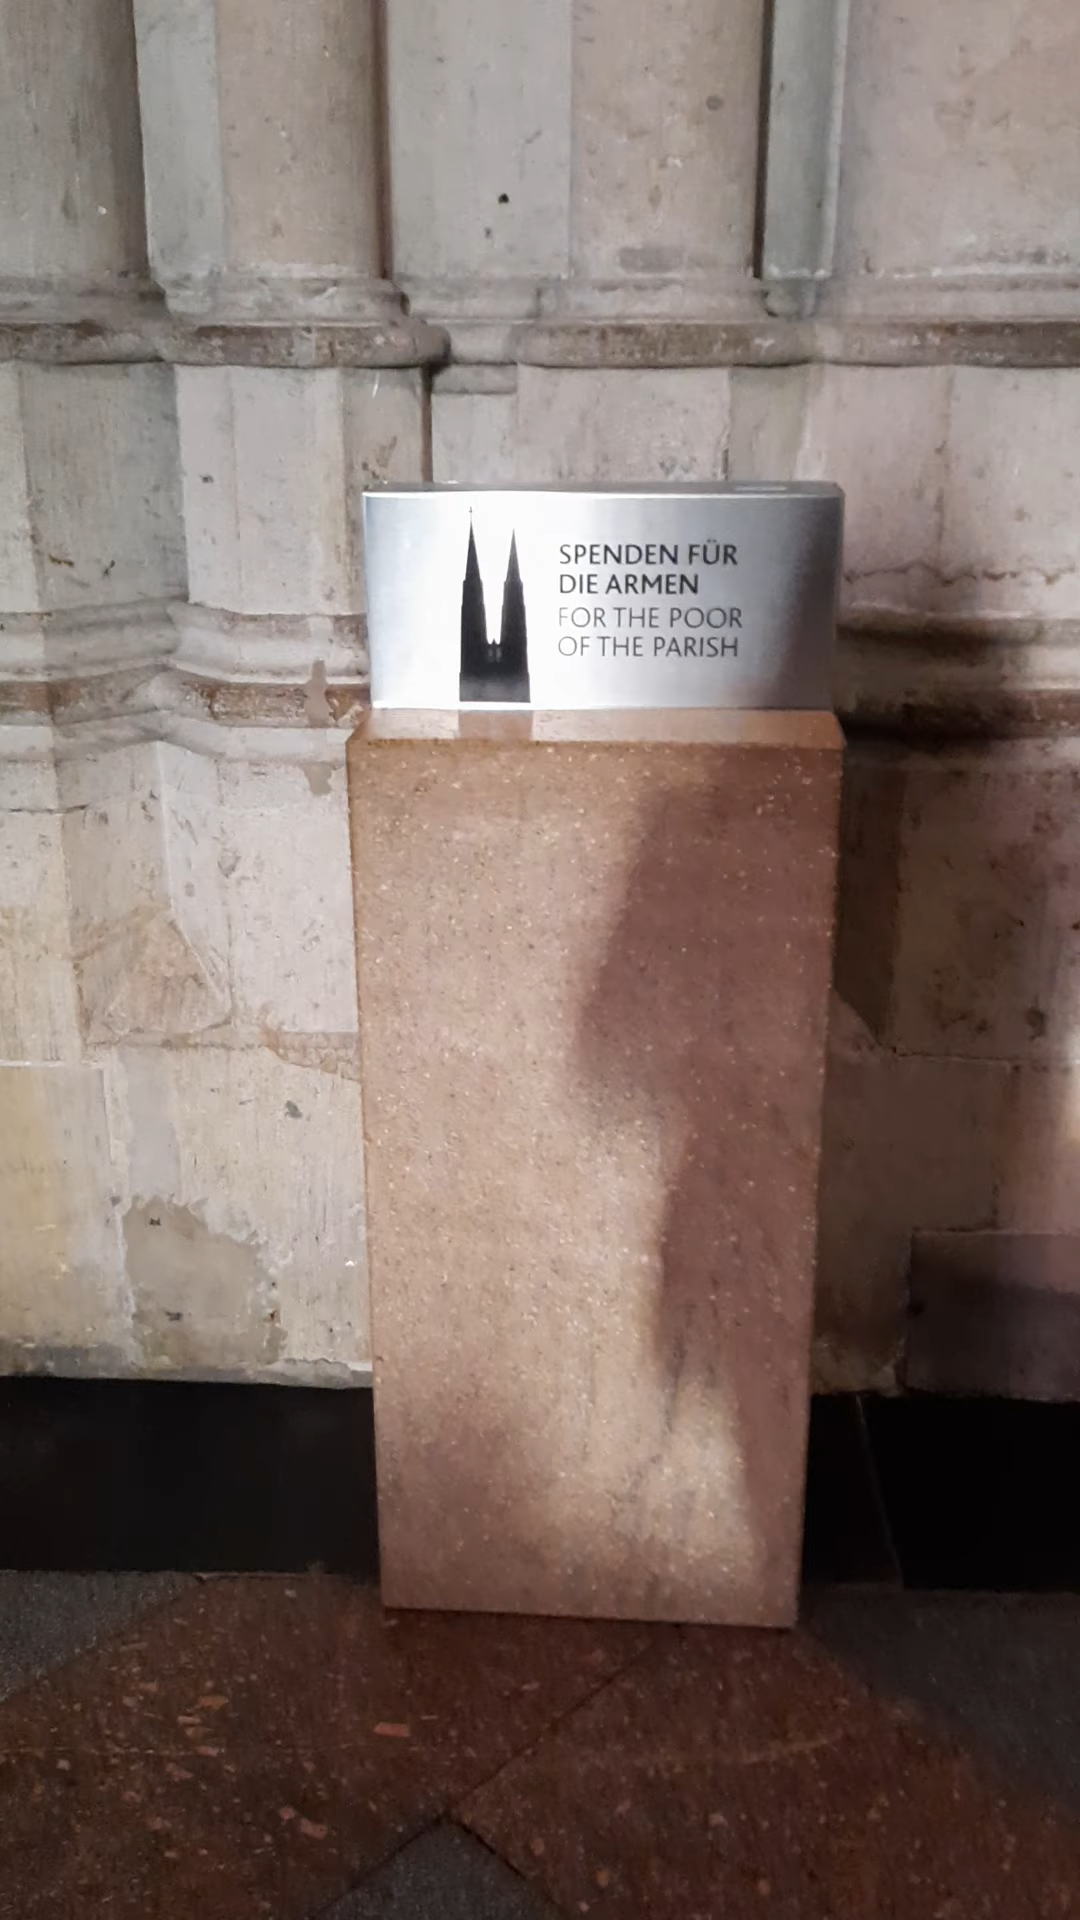 SPENDEN FÜR
DIE ARMEN
FOR THE POOR
OF THE PARISH